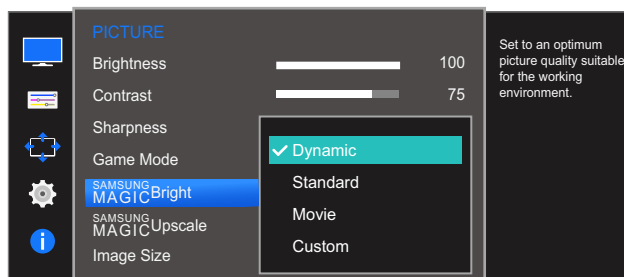 PICTURE
Brightness 100
Contrast 75
Sharpness
Game Mode
SAMSUNG
MAGICBright
SAMSUNG
MAGICUpscale
Image Size
Dynamic
Standard
Movie
Custom
Set to an optimum
picture quality suitable
for the working
environment.
i